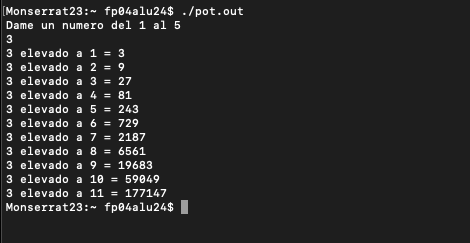 [Monserrat23:~ fp04alu24$ ./pot.out
Dame un numero del 1 al 5
3
3 elevado a 1 = 3
3 elevado a 2 = 9
3 elevado a 3 = 27
3 elevado a 4 = 81
3 elevado a 5 = 243
3 elevado a 6 = 729
3 elevado a 7 = 2187
3 elevado a 8 = 6561
3 elevado a 9 = 19683
3 elevado a 10 = 59049
3 elevado a 11 = 177147
Monserrat23:~ fp04alu24$